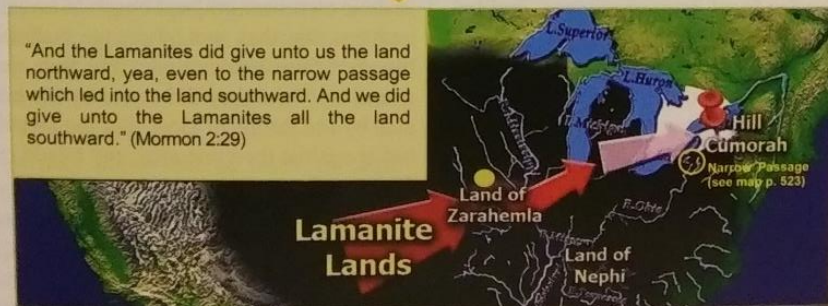 “And the Lamanites did give unto us the land
northward, yea, even to the narrow passage
which led into the land southward. And we did
give unto the Lamanites all the land
southward.” (Mormon 2:29)
L.Superior
L.Huron
L.Michigan
Hill
Cumorah
Narrow Passage
(see map p. 523)
Land of
Zarahemla
R.Ohio
Lamanite
Lands
Land of
Nephi